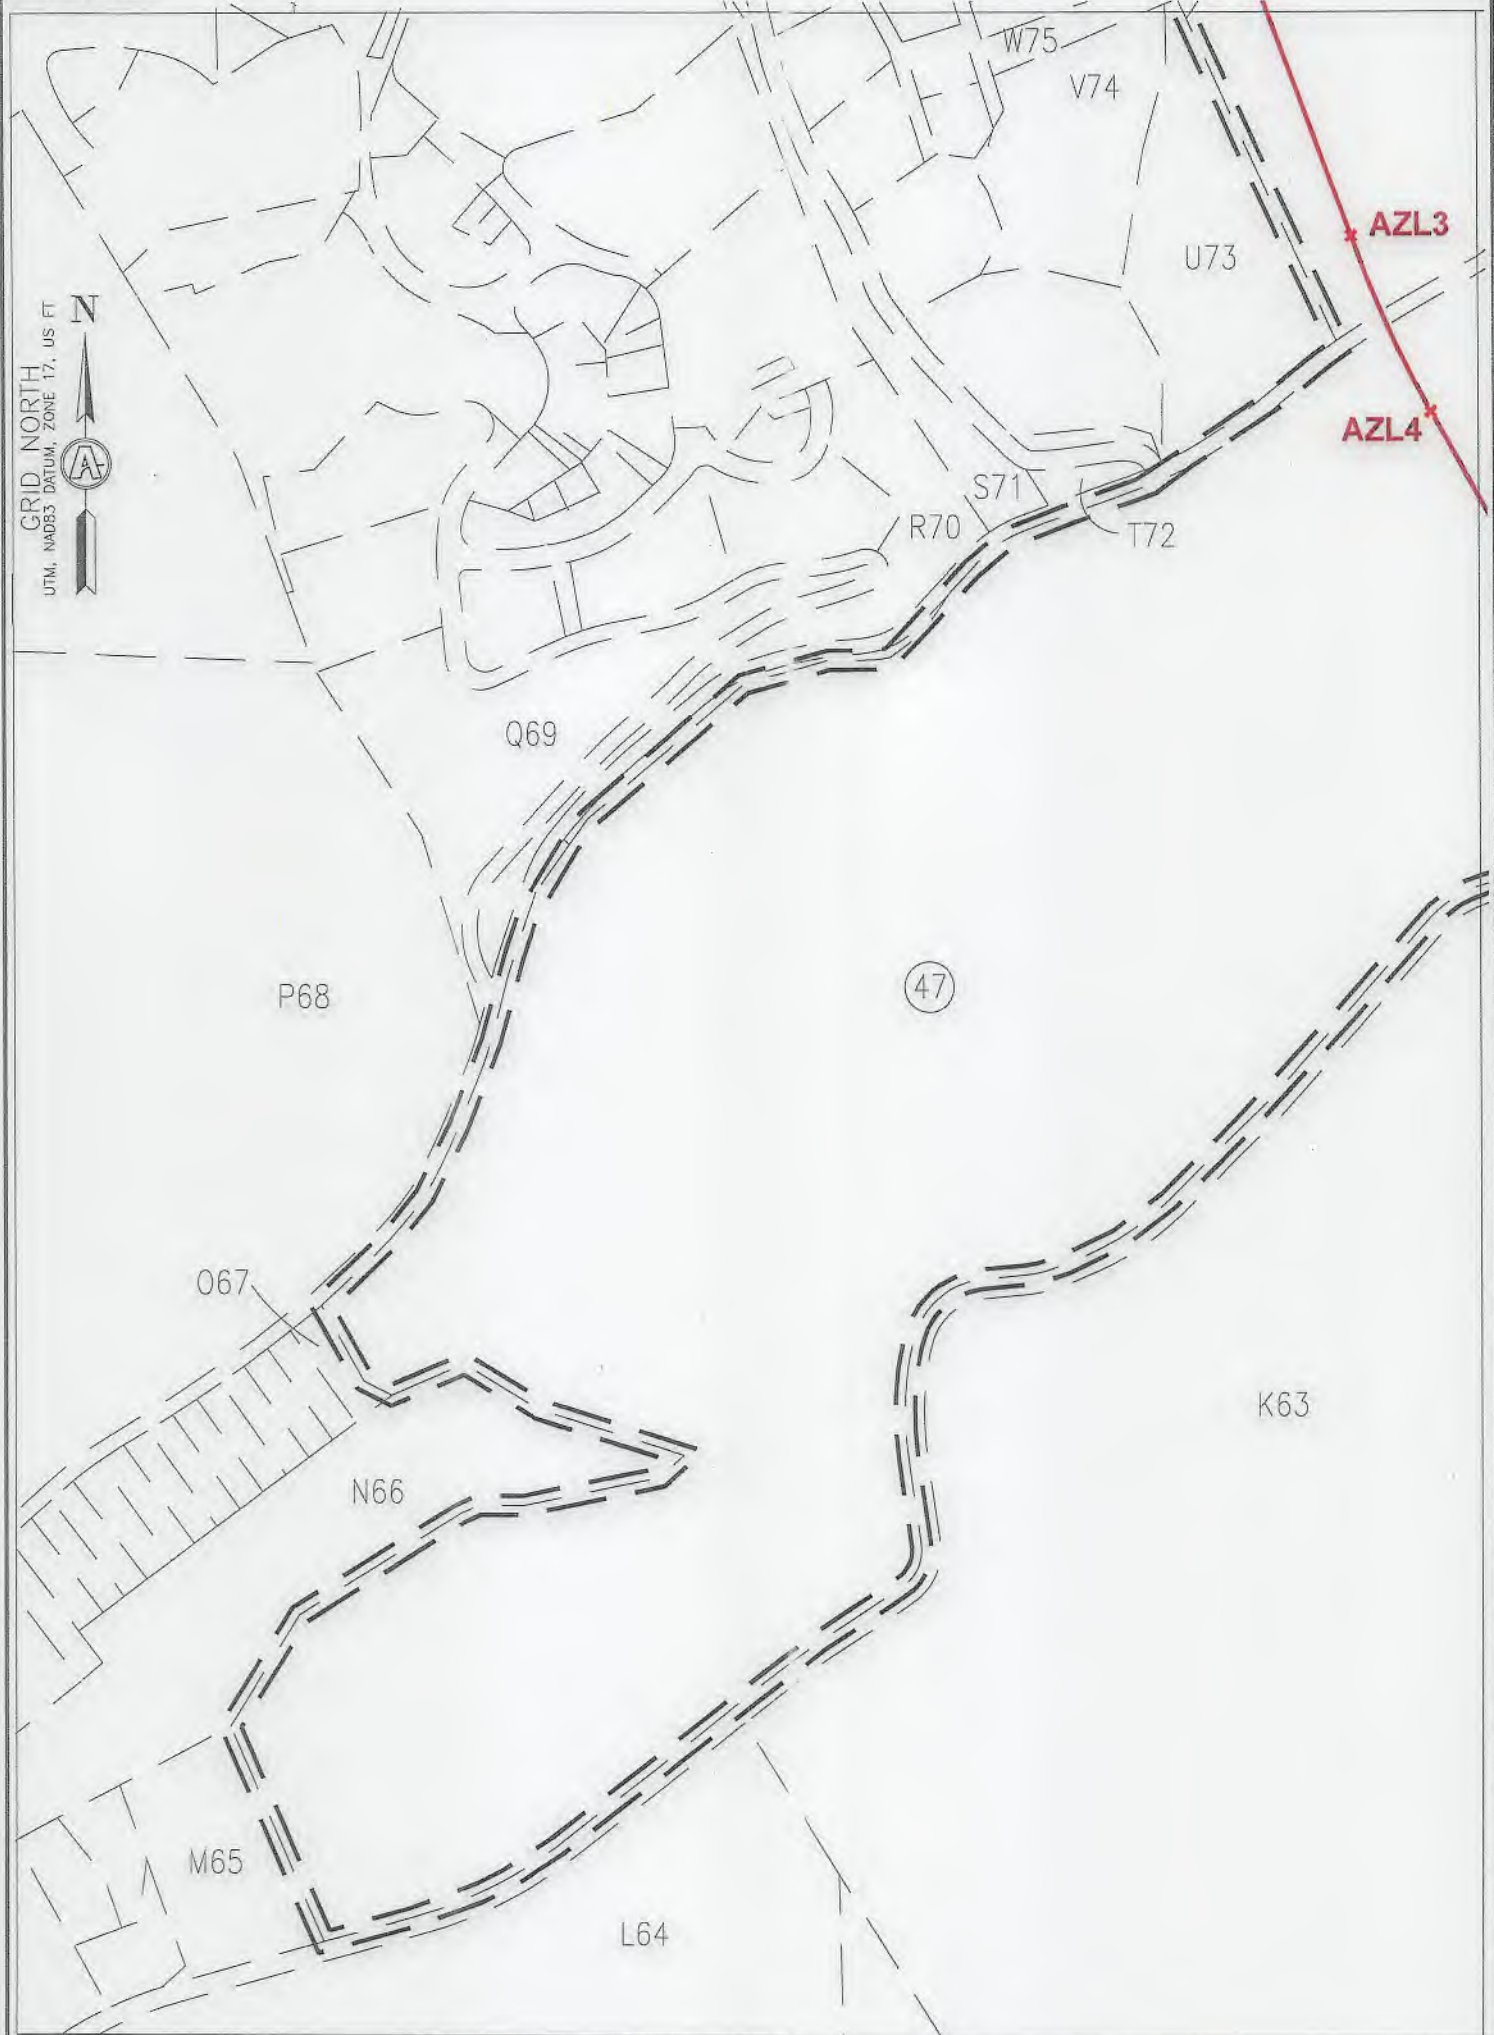 W75
V74
AZL3
U73
N
GRID NORTH
UTM, NAD83 DATUM, ZONE 17, US FT
A
AZL4
S71
R70
T72
Q69
P68
47
O67
K63
N66
M65
L64